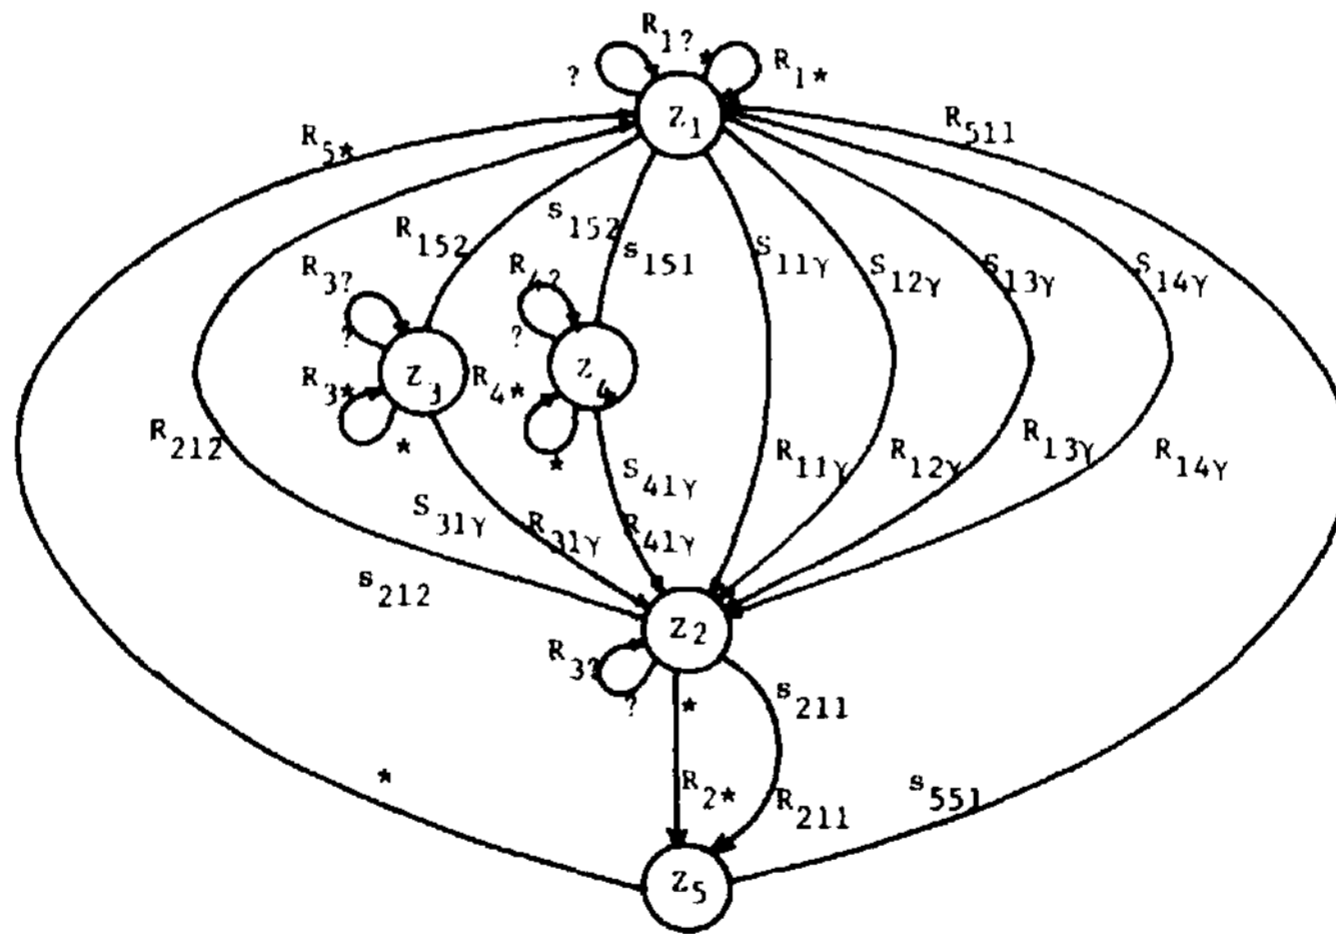 R1?
? * R1*
Z1
R5* R511
R152 s152 s151 S11γ S12γ S13γ S14γ
R3? R4?
? ?
R3* Z3 R4* Z4
* *
R212 S41γ R11γ R12γ R13γ R14γ
S31γ R31γ R41γ
s212
Z2
R3?
? * s211
* R2* R211 s551
Z5